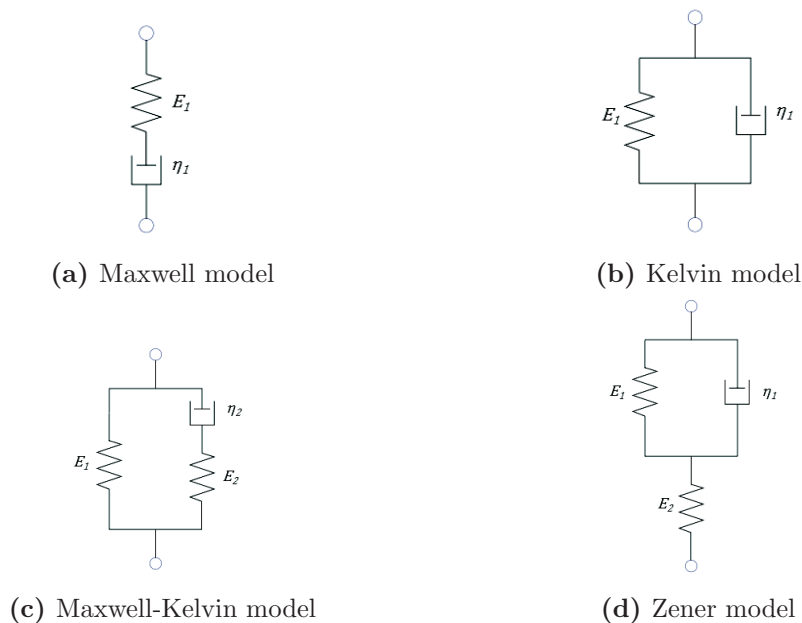 E₁
η₁
(a) Maxwell model
E₁
η₁
(b) Kelvin model
E₁
η₂
E₂
(c) Maxwell-Kelvin model
E₁
η₁
E₂
(d) Zener model